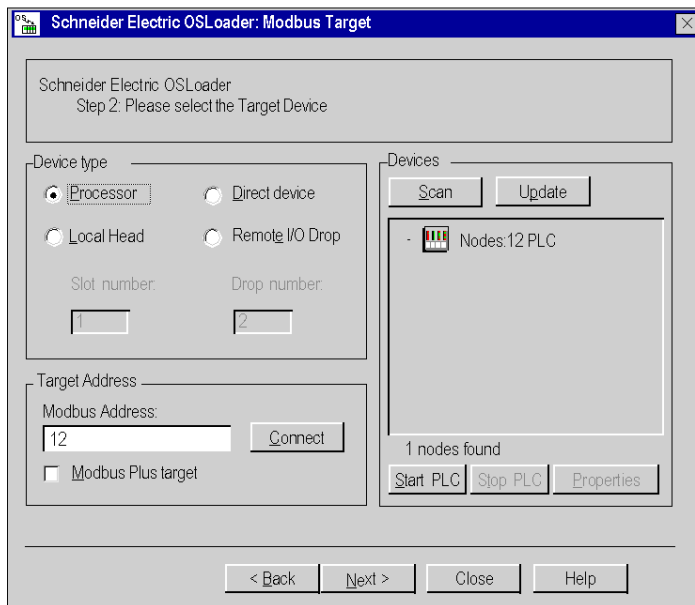 OS
Schneider Electric OSLoader: Modbus Target
Schneider Electric OSLoader
Step 2: Please select the Target Device
Device type
Processor
Direct device
Local Head
Remote I/O Drop
Slot number:
Drop number:
1
2
Target Address
Modbus Address:
12
Connect
Modbus Plus target
Devices
Scan
Update
- Nodes:12 PLC
1 nodes found
Start PLC
Stop PLC
Properties
< Back
Next >
Close
Help